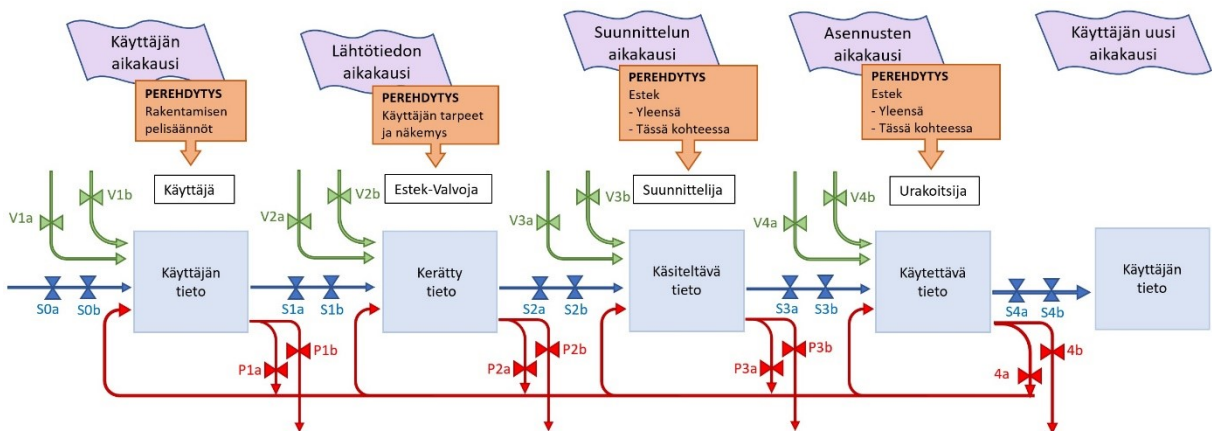 Käyttäjän
aikakausi
Lähtötiedon
aikakausi
Suunnittelun
aikakausi
Asennusten
aikakausi
Käyttäjän uusi
aikakausi
PEREHDYTYS
Rakentamisen
pelisäännöt
PEREHDYTYS
Käyttäjän tarpeet
ja näkemys
PEREHDYTYS
Estek
- Yleensä
- Tässä kohteessa
PEREHDYTYS
Estek
- Yleensä
- Tässä kohteessa
Käyttäjä
Estek-Valvoja
Suunnittelija
Urakoitsija
V1a
V1b
V2a
V2b
V3a
V3b
V4a
V4b
Käyttäjän
tieto
Kerätty
tieto
Käsiteltävä
tieto
Käytettävä
tieto
Käyttäjän
tieto
S0a
S0b
S1a
S1b
S2a
S2b
S3a
S3b
S4a
S4b
P1a
P1b
P2a
P2b
P3a
P3b
4a
4b